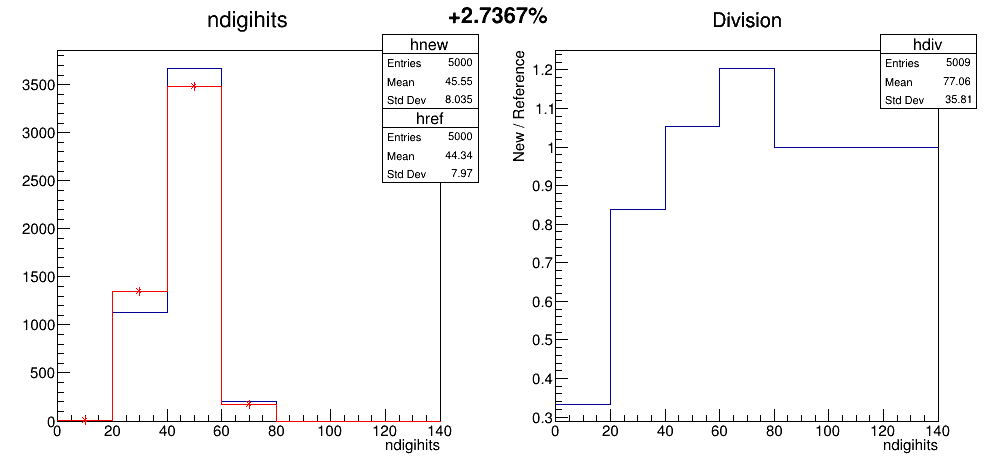 +2.7367%
ndigihits
hnew
Entries 5000
Mean 45.55
Std Dev 8.035
href
Entries 5000
Mean 44.34
Std Dev 7.97
3500
3000
2500
2000
1500
1000
500
0
0 20 40 60 80 100 120 140
ndigihits
Division
hdiv
Entries 5009
Mean 77.06
Std Dev 35.81
New / Reference
1.2
1.1
1
0.9
0.8
0.7
0.6
0.5
0.4
0.3
0 20 40 60 80 100 120 140
ndigihits